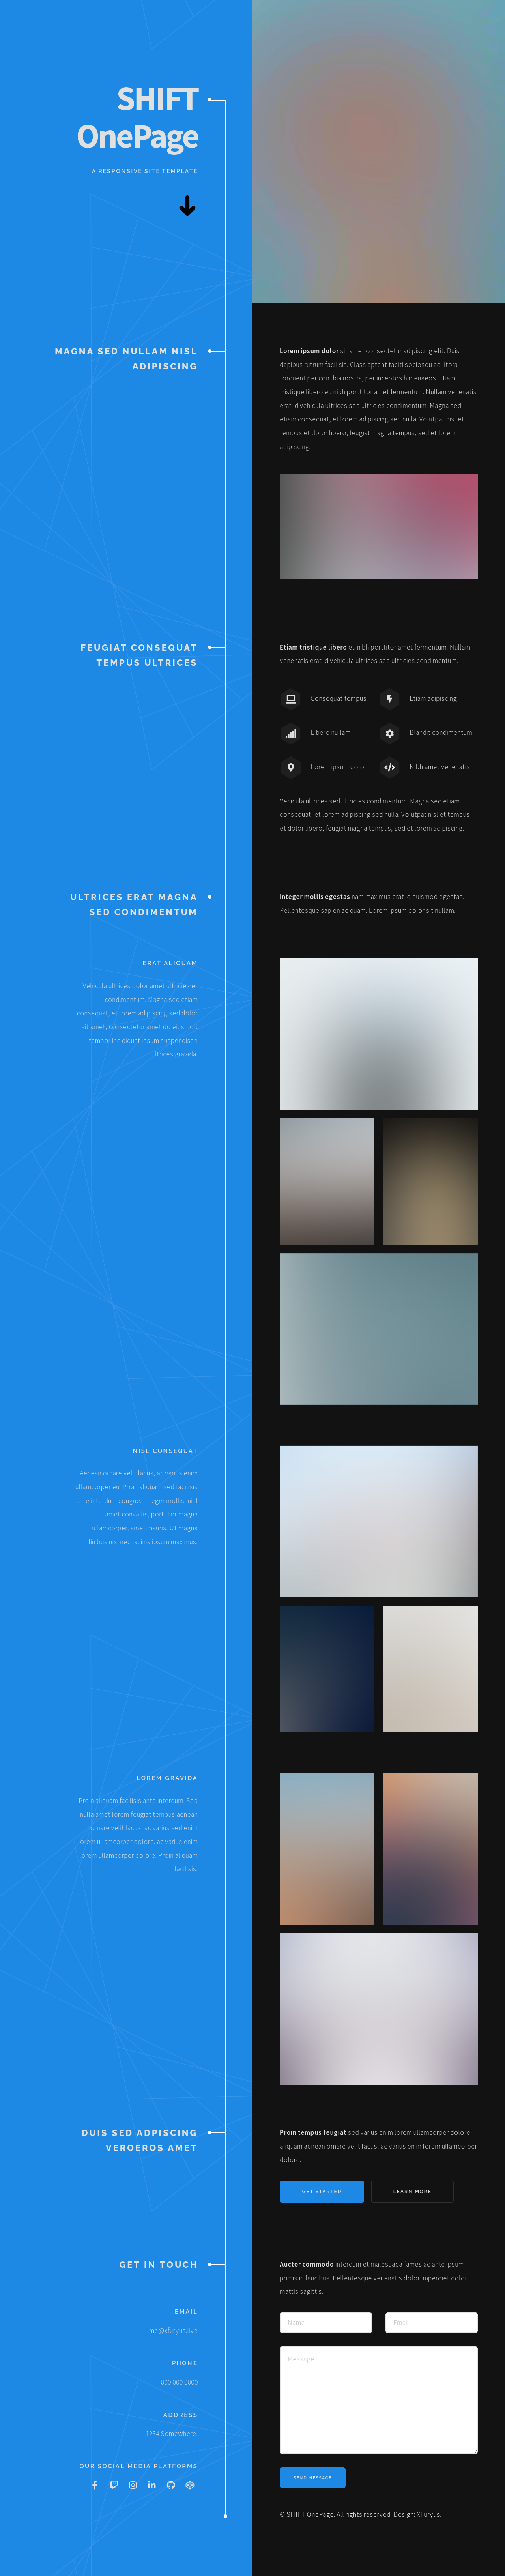 SHIFT
OnePage
A RESPONSIVE SITE TEMPLATE
MAGNA SED NULLAM NISL
ADIPISCING
Lorem ipsum dolor sit amet consectetur adipiscing elit. Duis
dapibus rutrum facilisis. Class aptent taciti sociosqu ad litora
torquent per conubia nostra, per inceptos himenaeos. Etiam
tristique libero eu nibh porttitor amet fermentum. Nullam venenatis
erat id vehicula ultrices sed ultricies condimentum. Magna sed
etiam consequat, et lorem adipiscing sed nulla. Volutpat nisl et
tempus et dolor libero, feugiat magna tempus, sed et lorem
adipiscing.
FEUGIAT CONSEQUAT
TEMPUS ULTRICES
Etiam tristique libero eu nibh porttitor amet fermentum. Nullam
venenatis erat id vehicula ultrices sed ultricies condimentum.
Consequat tempus
Etiam adipiscing
Libero nullam
Blandit condimentum
Lorem ipsum dolor
Nibh amet venenatis
Vehicula ultrices sed ultricies condimentum. Magna sed etiam
consequat, et lorem adipiscing sed nulla. Volutpat nisl et tempus
et dolor libero, feugiat magna tempus, sed et lorem adipiscing.
ULTRICES ERAT MAGNA
SED CONDIMENTUM
Integer mollis egestas nam maximus erat id euismod egestas.
Pellentesque sapien ac quam. Lorem ipsum dolor sit nullam.
ERAT ALIQUAM
Vehicula ultrices dolor amet ultricies et
condimentum. Magna sed etiam
consequat, et lorem adipiscing sed dolor
sit amet, consectetur amet do eiusmod
tempor incididunt ipsum suspendisse
ultrices gravida.
NISL CONSEQUAT
Aenean ornare velit lacus, ac varius enim
ullamcorper eu. Proin aliquam sed facilisis
ante interdum congue. Integer mollis, nisl
amet convallis, porttitor magna
ullamcorper, amet mauris. Ut magna
finibus nisi nec lacinia ipsum maximus.
LOREM GRAVIDA
Proin aliquam facilisis ante interdum. Sed
nulla amet lorem feugiat tempus aenean
ornare velit lacus, ac varius sed enim
lorem ullamcorper dolore. ac varius enim
lorem ullamcorper dolore. Proin aliquam
facilisis.
DUIS SED ADPISCING
VEROEROS AMET
Proin tempus feugiat sed varius enim lorem ullamcorper dolore
aliquam aenean ornare velit lacus, ac varius enim lorem ullamcorper
dolore.
GET STARTED
LEARN MORE
GET IN TOUCH
Auctor commodo interdum et malesuada fames ac ante ipsum
primis in faucibus. Pellentesque venenatis dolor imperdiet dolor
mattis sagittis.
EMAIL
me@xfuryus.live
PHONE
000 000 0000
ADDRESS
1234 Somewhere.
OUR SOCIAL MEDIA PLATFORMS
Name
Email
Message
SEND MESSAGE
© SHIFT OnePage. All rights reserved. Design: XFuryus.